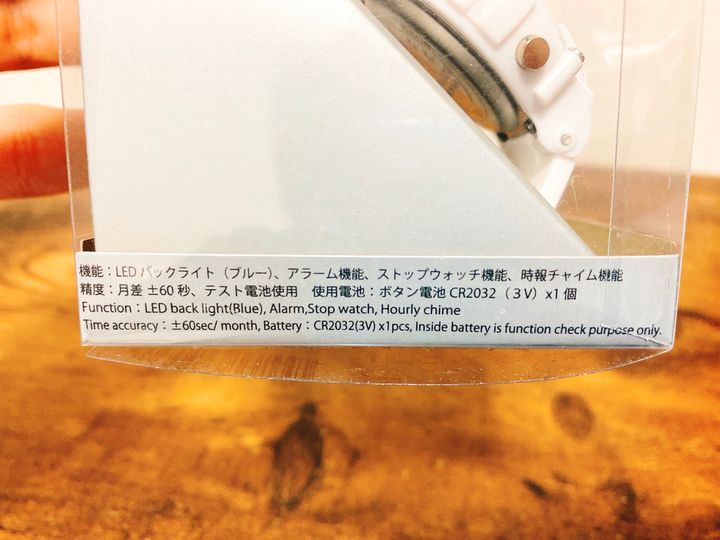 機能：LED バックライト（ブルー）、アラーム機能、ストップウォッチ機能、時報チャイム機能
精度：月差 ±60 秒、テスト電池使用　使用電池：ボタン電池 CR2032（３V）x1 個
Function：LED back light(Blue), Alarm,Stop watch, Hourly chime
Time accuracy：±60sec/ month, Battery：CR2032(3V) x1pcs, Inside battery is function check purpose only.